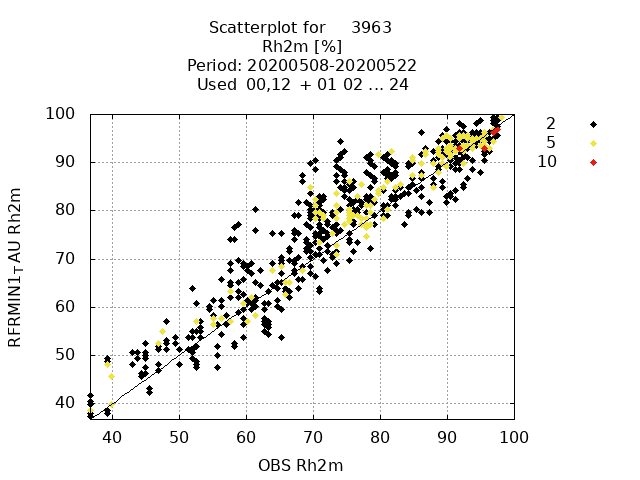 Scatterplot for 3963
Rh2m [%]
Period: 20200508-20200522
Used 00,12 + 01 02 ... 24
2
5
10
100
90
80
70
60
50
40
RFRMIN1_T AU Rh2m
40 50 60 70 80 90 100
OBS Rh2m